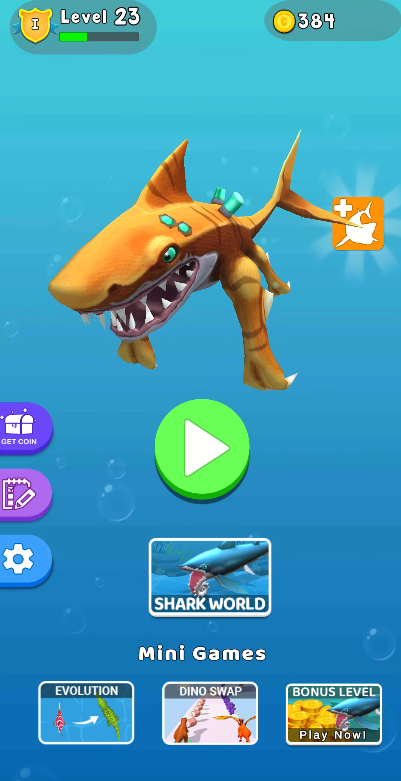 I
Level 23
384
GET COIN
SHARK WORLD
Mini Games
EVOLUTION
DINO SWAP
BONUS LEVEL
Play Now!